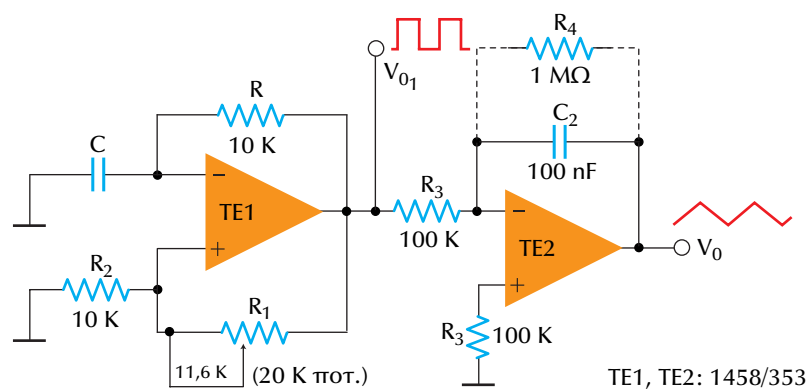 R₄
1 MΩ
V₀₁
R
10 K
C
C₂
100 nF
−
TE1
+
R₃
100 K
−
TE2
+
V₀
R₂
10 K
R₁
11,6 K
(20 K пот.)
R₃
100 K
TE1, TE2: 1458/353